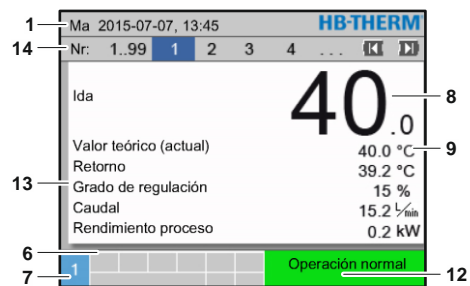 1 Ma 2015-07-07, 13:45 HB-THERM
14 Nr: 1..99 1 2 3 4 ...
Ida 40.0 8
Valor teórico (actual) 40.0 °C 9
Retorno 39.2 °C
13 Grado de regulación 15 %
Caudal 15.2 L/min
Rendimiento proceso 0.2 kW
6
7 1 Operación normal 12